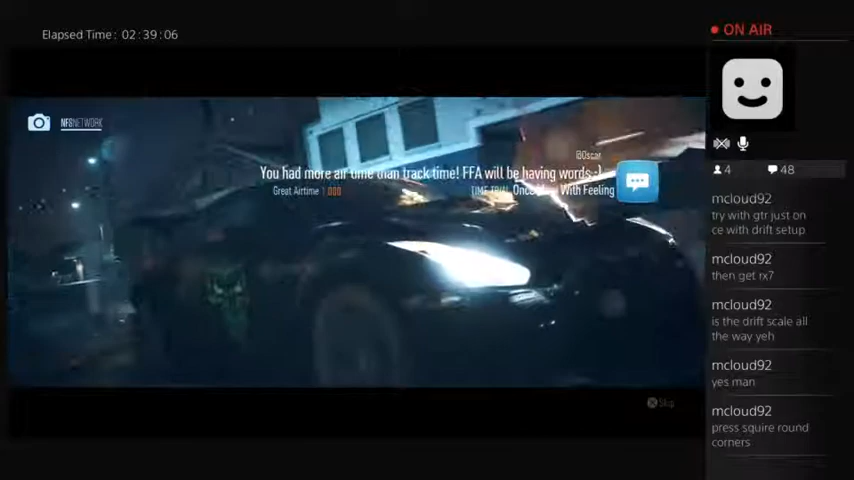 Elapsed Time: 02:39:06
ON AIR
NFSNETWORK
@Oscar
You had more air time than track time! FFA will be having words :)
Great Airtime 1 000
TIME TRIAL With Feeling
4
48
mcloud92
try with gtr just on
ce with drift setup
mcloud92
then get rx7
mcloud92
is the drift scale all
the way yeh
mcloud92
yes man
mcloud92
press squire round
corners
Skip